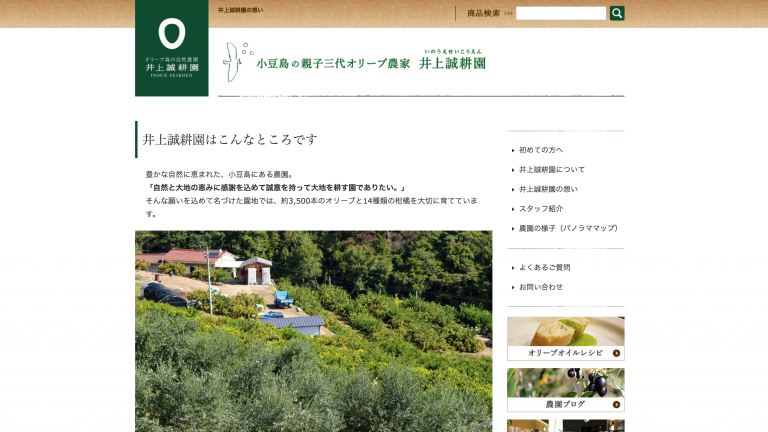 井上誠耕園の想い
商品検索 >>>
オリーブ島の自然農園
井上誠耕園
INOUE SEIKOEN
いのうえせいこうえん
小豆島の親子三代オリーブ農家 井上誠耕園
井上誠耕園はこんなところです
豊かな自然に恵まれた、小豆島にある農園。
「自然と大地の恵みに感謝を込めて誠意を持って大地を耕す園でありたい。」
そんな願いを込めて名づけた園地では、約3,500本のオリーブと14種類の柑橘を大切に育てていま
す。
初めての方へ
井上誠耕園について
井上誠耕園の想い
スタッフ紹介
農園の様子（パノラママップ）
よくあるご質問
お問い合わせ
オリーブオイルレシピ
農園ブログ